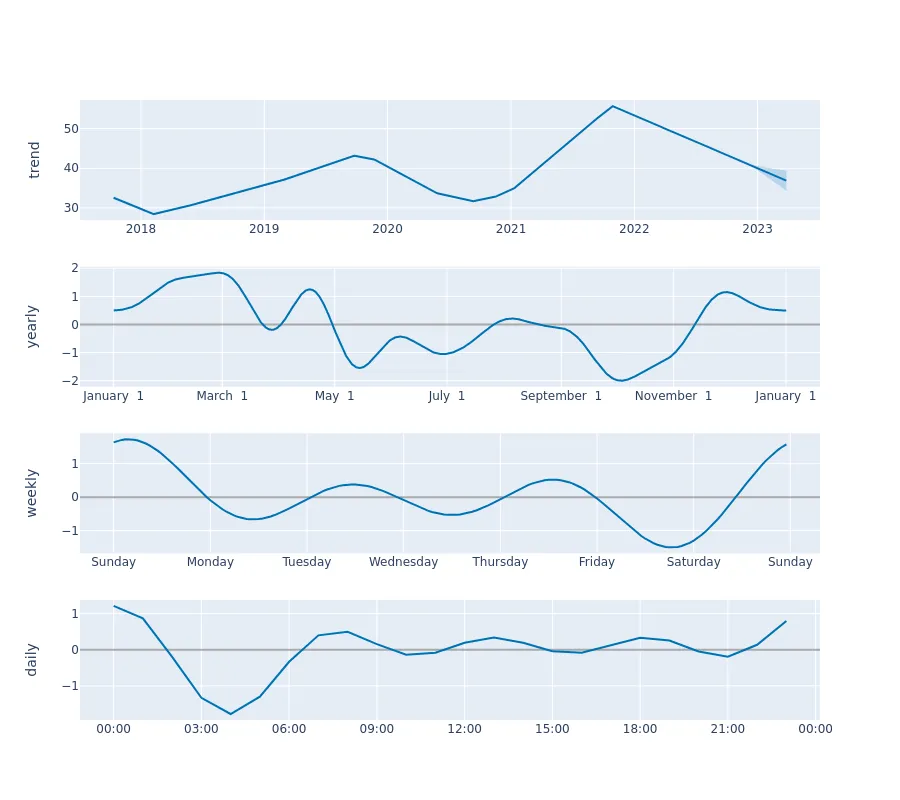 trend
50
40
30
2018 2019 2020 2021 2022 2023
yearly
2
1
0
−1
−2
January 1 March 1 May 1 July 1 September 1 November 1 January 1
weekly
1
0
−1
Sunday Monday Tuesday Wednesday Thursday Friday Saturday Sunday
daily
1
0
−1
00:00 03:00 06:00 09:00 12:00 15:00 18:00 21:00 00:00